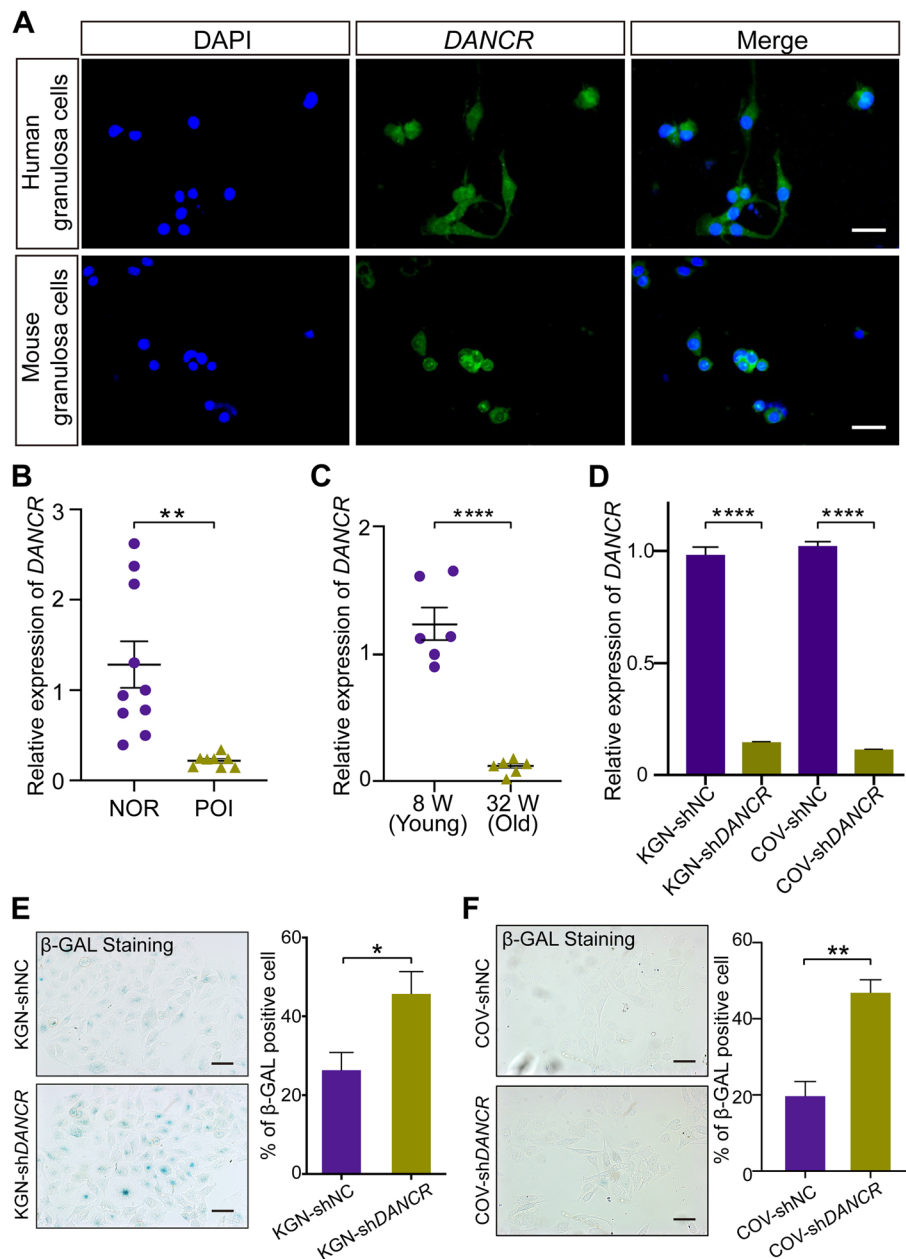 A
DAPI
DANCR
Merge
Human
granulosa cells
Mouse
granulosa cells
B
Relative expression of DANCR
3
2
1
0
**
NOR
POI
C
Relative expression of DANCR
2
1
0
****
8 W
(Young)
32 W
(Old)
D
Relative expression of DANCR
1.0
0.5
0
****
****
KGN-shNC
KGN-shDANCR
COV-shNC
COV-shDANCR
E
KGN-shNC
β-GAL Staining
KGN-shDANCR
% of β-GAL positive cell
60
40
20
0
*
KGN-shNC
KGN-shDANCR
F
COV-shNC
β-GAL Staining
COV-shDANCR
% of β-GAL positive cell
60
40
20
0
**
COV-shNC
COV-shDANCR